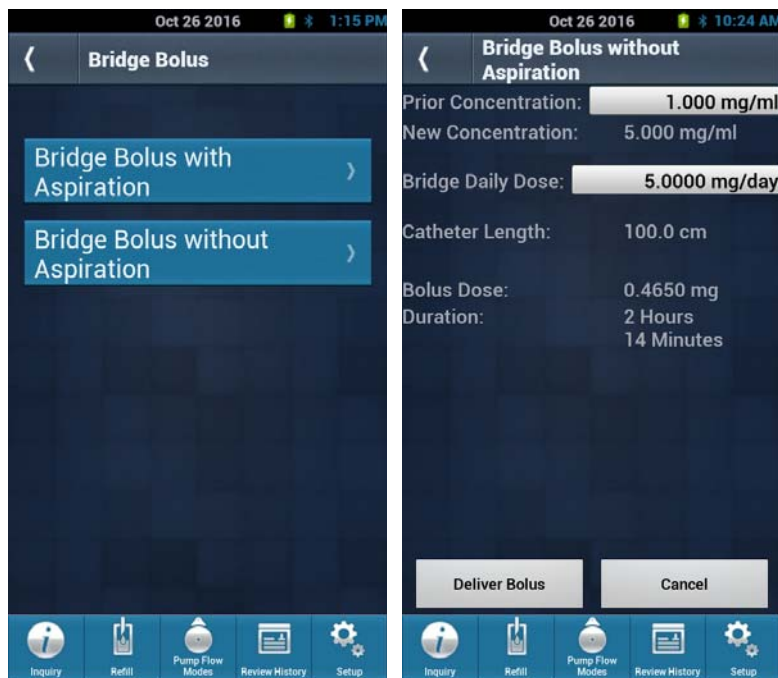 Oct 26 2016 1:15 PM
Bridge Bolus
Bridge Bolus with
Aspiration
Bridge Bolus without
Aspiration
Inquiry
Refill
Pump Flow
Modes
Review History
Setup
Oct 26 2016 10:24 AM
Bridge Bolus without
Aspiration
Prior Concentration: 1.000 mg/ml
New Concentration: 5.000 mg/ml
Bridge Daily Dose: 5.0000 mg/day
Catheter Length: 100.0 cm
Bolus Dose: 0.4650 mg
Duration: 2 Hours
14 Minutes
Deliver Bolus Cancel
Inquiry
Refill
Pump Flow
Modes
Review History
Setup